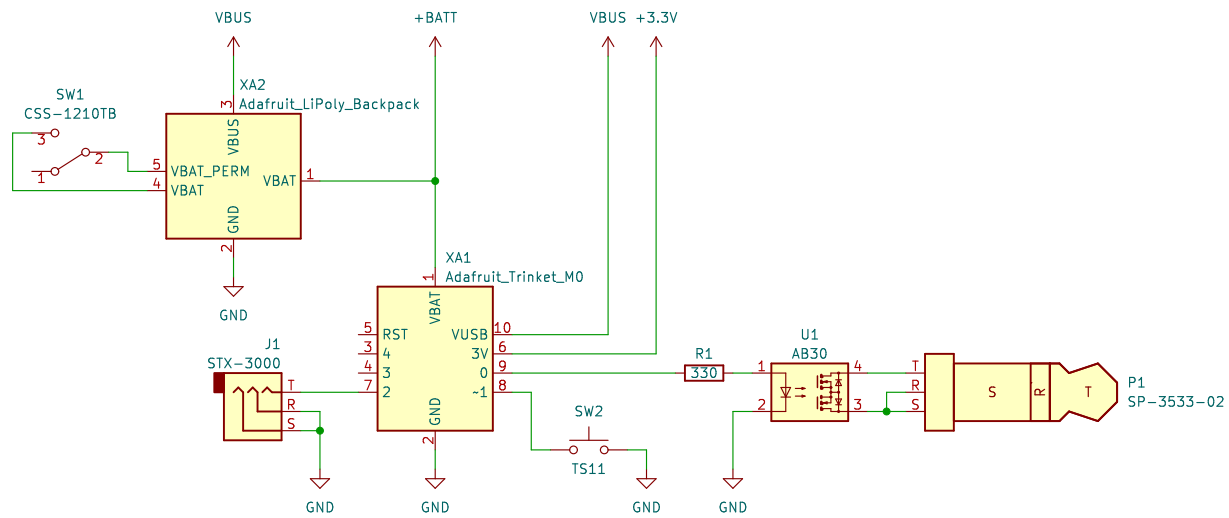 VBUS
+BATT
VBUS +3.3V
SW1
CSS-1210TB
3
2
1
XA2
Adafruit_LiPoly_Backpack
3
VBUS
5
VBAT_PERM
4
VBAT
VBAT
1
GND
2
GND
XA1
Adafruit_Trinket_M0
1
VBAT
5
RST
3
4
4
3
7
2
VUSB
10
3V
6
0
9
~1
8
GND
2
GND
J1
STX-3000
T
R
S
GND
SW2
TS11
GND
R1
330
U1
AB30
1
2
4
3
GND
T
R
S
S
R
T
P1
SP-3533-02